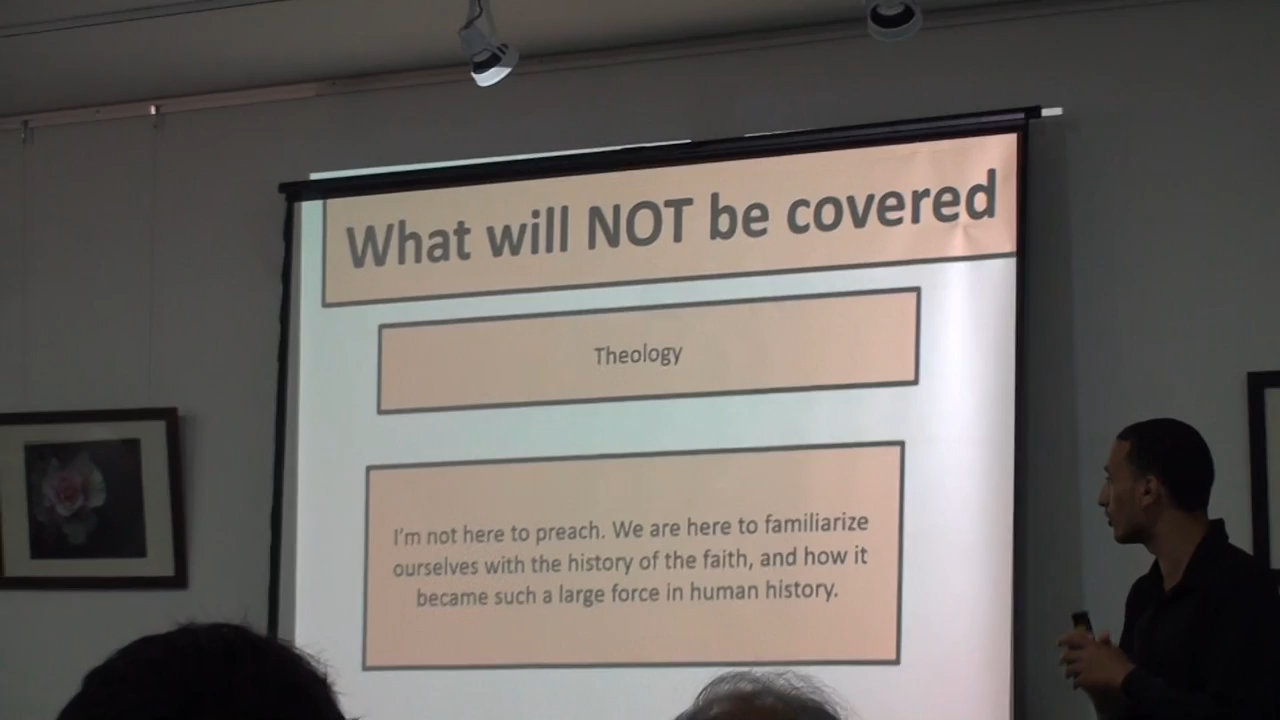 What will NOT be covered
Theology
I'm not here to preach. We are here to familiarize
ourselves with the history of the faith, and how it
became such a large force in human history.